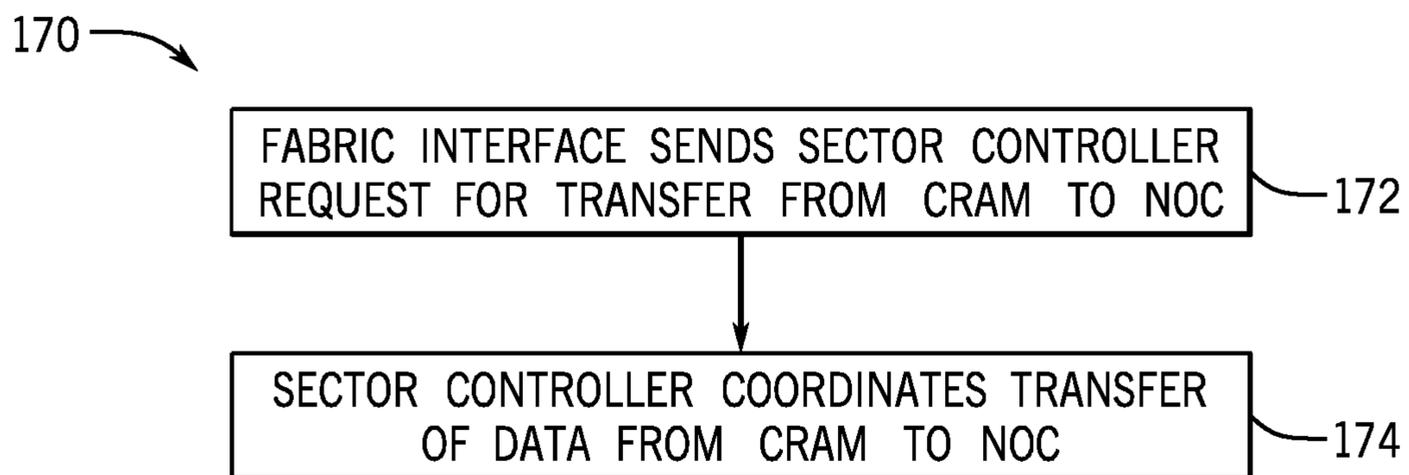 170
FABRIC INTERFACE SENDS SECTOR CONTROLLER
REQUEST FOR TRANSFER FROM CRAM TO NOC
172
SECTOR CONTROLLER COORDINATES TRANSFER
OF DATA FROM CRAM TO NOC
174